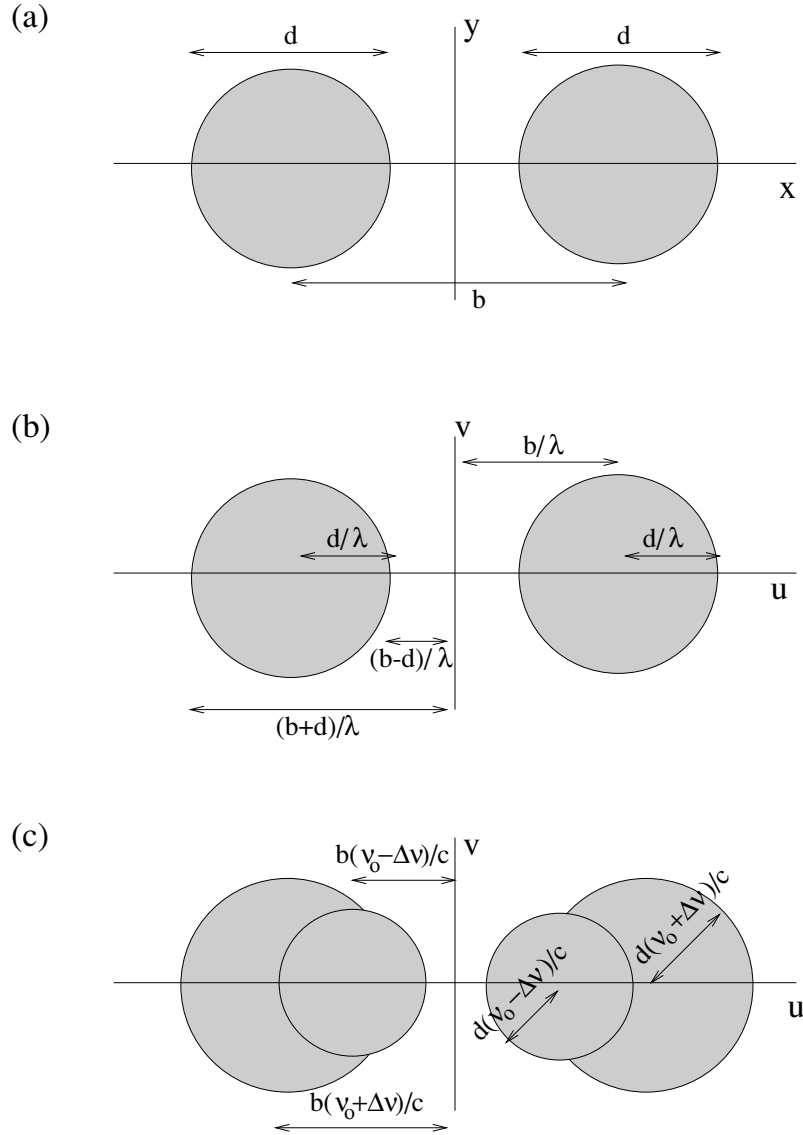 (a)
y
d
d
x
b
(b)
v
b/λ
d/λ
d/λ
u
(b-d)/λ
(b+d)/λ
(c)
v
b(ν₀−Δν)/c
d(ν₀+Δν)/c
d(ν₀−Δν)/c
u
b(ν₀+Δν)/c